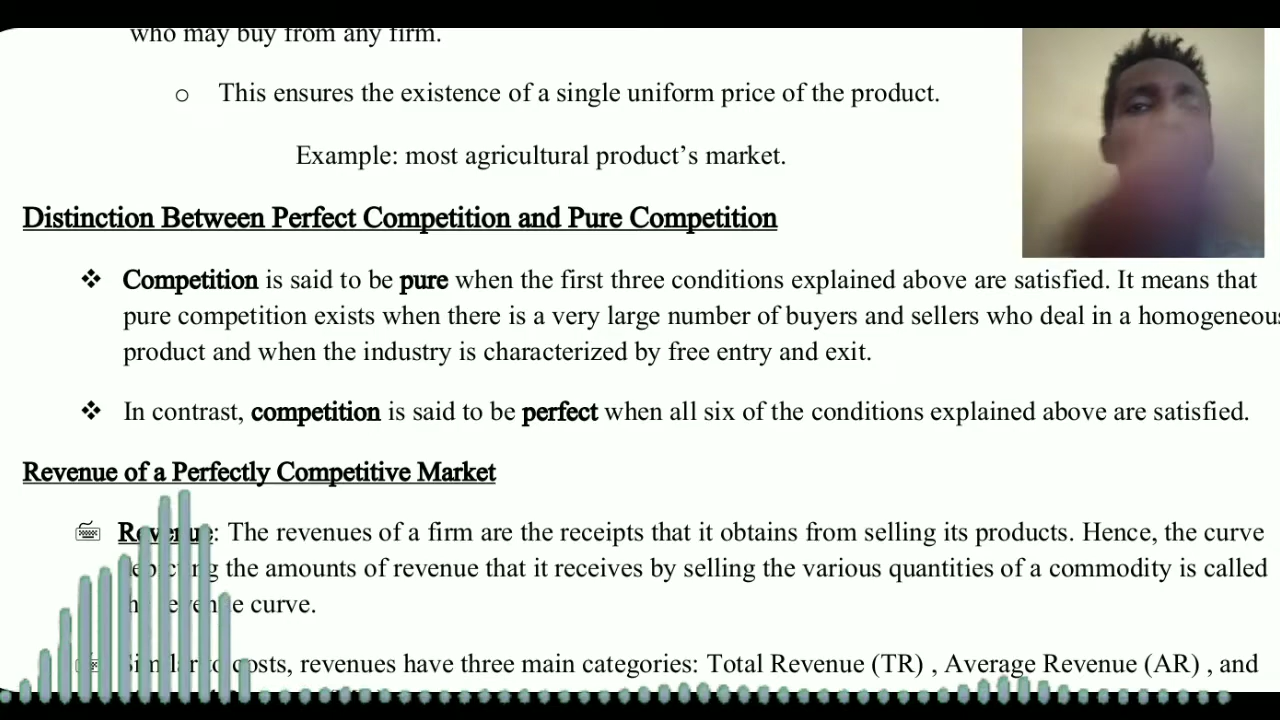 who may buy from any firm.
o This ensures the existence of a single uniform price of the product.
Example: most agricultural product's market.
Distinction Between Perfect Competition and Pure Competition
❖ Competition is said to be pure when the first three conditions explained above are satisfied. It means that
pure competition exists when there is a very large number of buyers and sellers who deal in a homogeneous
product and when the industry is characterized by free entry and exit.
❖ In contrast, competition is said to be perfect when all six of the conditions explained above are satisfied.
Revenue of a Perfectly Competitive Market
Revenue: The revenues of a firm are the receipts that it obtains from selling its products. Hence, the curve
depicting the amounts of revenue that it receives by selling the various quantities of a commodity is called
the revenue curve.
Similar to costs, revenues have three main categories: Total Revenue (TR) , Average Revenue (AR) , and